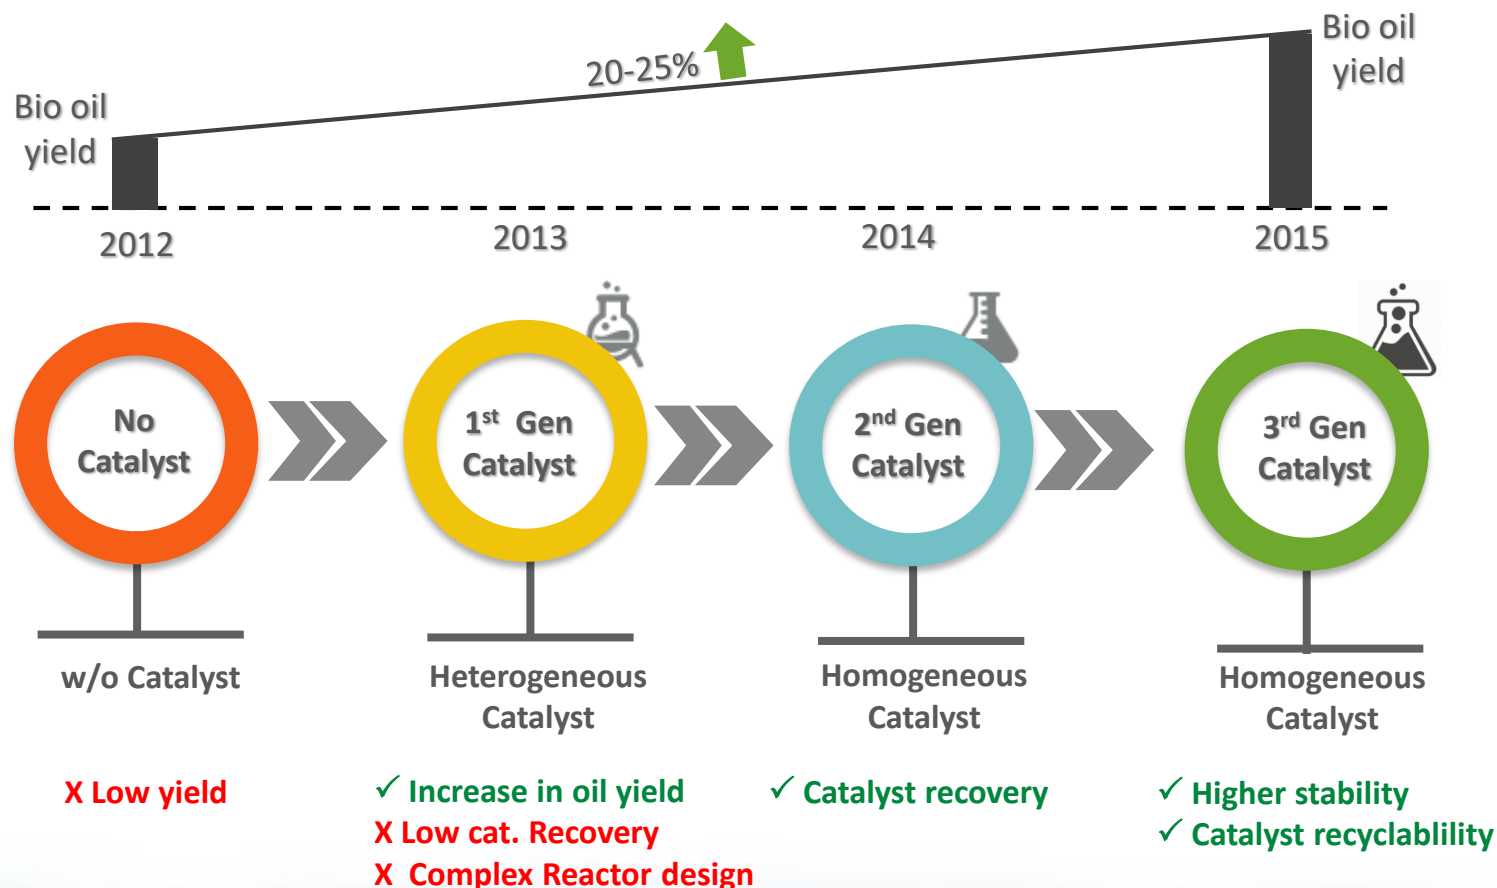 Bio oil
yield
20-25%
Bio oil
yield
2012
2013
2014
2015
No
Catalyst
1st Gen
Catalyst
2nd Gen
Catalyst
3rd Gen
Catalyst
w/o Catalyst
Heterogeneous
Catalyst
Homogeneous
Catalyst
Homogeneous
Catalyst
X Low yield
✓ Increase in oil yield
X Low cat. Recovery
X Complex Reactor design
✓ Catalyst recovery
✓ Higher stability
✓ Catalyst recyclablility